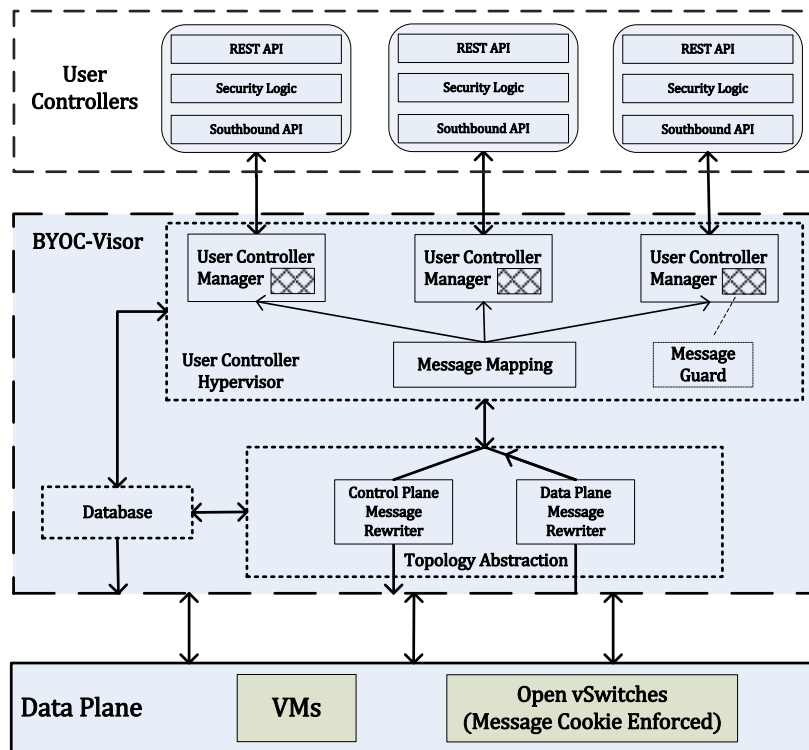 REST API
REST API
REST API
User
Controllers
Security Logic
Security Logic
Security Logic
Southbound API
Southbound API
Southbound API
BYOC-Visor
User Controller
Manager
User Controller
Manager
User Controller
Manager
User Controller
Hypervisor
Message Mapping
Message
Guard
Database
Control Plane
Message
Rewriter
Data Plane
Message
Rewriter
Topology Abstraction
Data Plane
VMs
Open vSwitches
(Message Cookie Enforced)